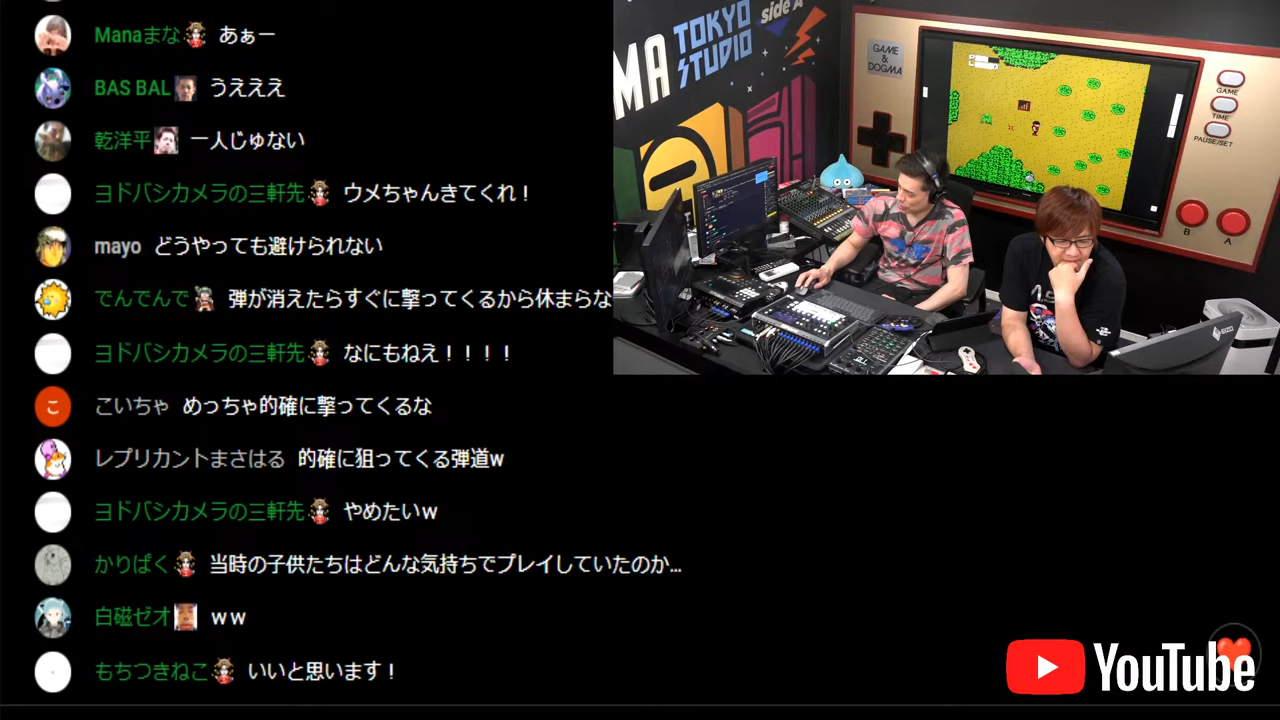 Manaまな あぁー
BAS BAL うえええ
乾洋平 一人じゅない
ヨドバシカメラの三軒先 ウメちゃんきてくれ！
mayo どうやっても避けられない
でんでんで 弾が消えたらすぐに撃ってくるから休まらな
ヨドバシカメラの三軒先 なにもねえ！！！！
こ
こいちゃ めっちゃ的確に撃ってくるな
レプリカントまさはる 的確に狙ってくる弾道w
ヨドバシカメラの三軒先 やめたいw
かりぱく 当時の子供たちはどんな気持ちでプレイしていたのか...
白磁ゼオ ww
もちつきねこ いいと思います！
MA
TOKYO
STUDIO
side A
GAME
& DOGMA
GAME
TIME
PAUSE/SET
B
A
EIZO
YouTube